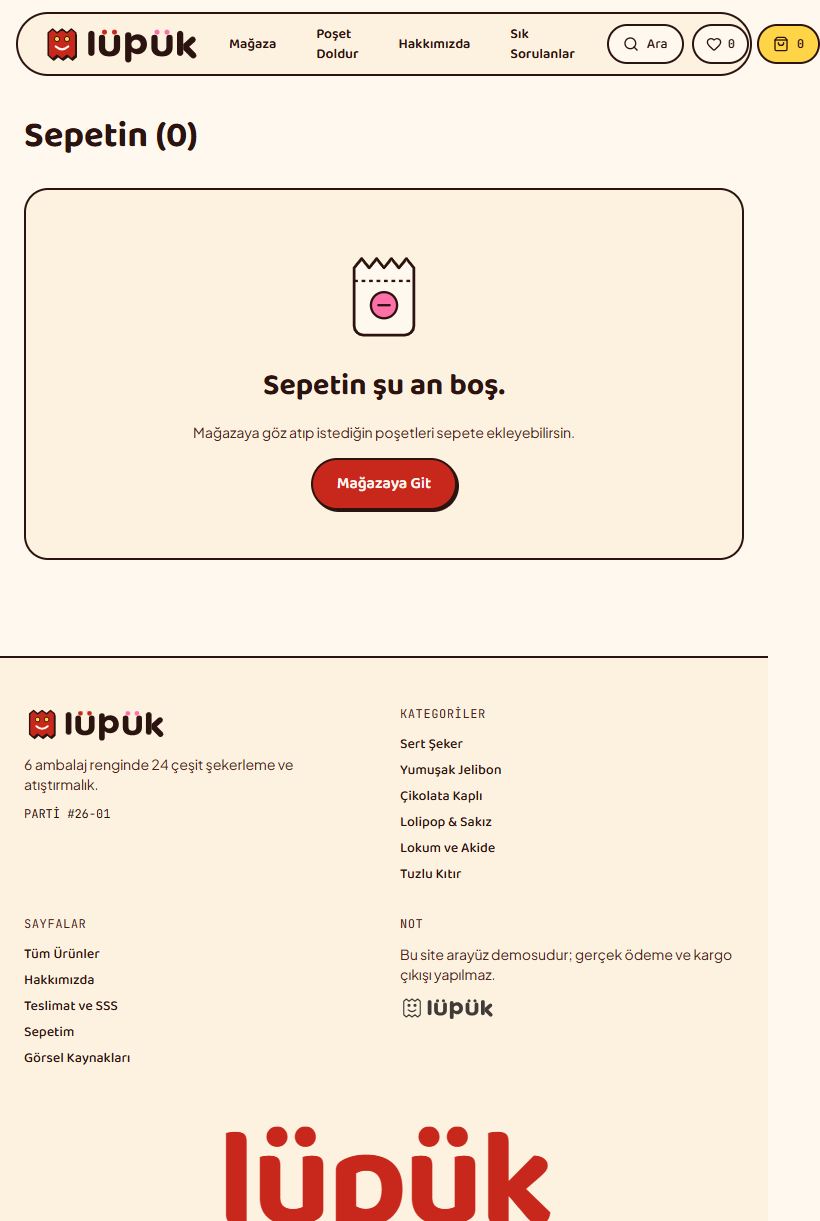 lüpük
Mağaza
Poşet
Doldur
Hakkımızda
Sık
Sorulanlar
Ara
0
0
Sepetin (0)
Sepetin şu an boş.
Mağazaya göz atıp istediğin poşetleri sepete ekleyebilirsin.
Mağazaya Git
lüpük
6 ambalaj renginde 24 çeşit şekerleme ve
atıştırmalık.
PARTİ #26-01
KATEGORİLER
Sert Şeker
Yumuşak Jelibon
Çikolata Kaplı
Lolipop & Sakız
Lokum ve Akide
Tuzlu Kıtır
SAYFALAR
Tüm Ürünler
Hakkımızda
Teslimat ve SSS
Sepetim
Görsel Kaynakları
NOT
Bu site arayüz demosudur; gerçek ödeme ve kargo
çıkışı yapılmaz.
lüpük
lüpük